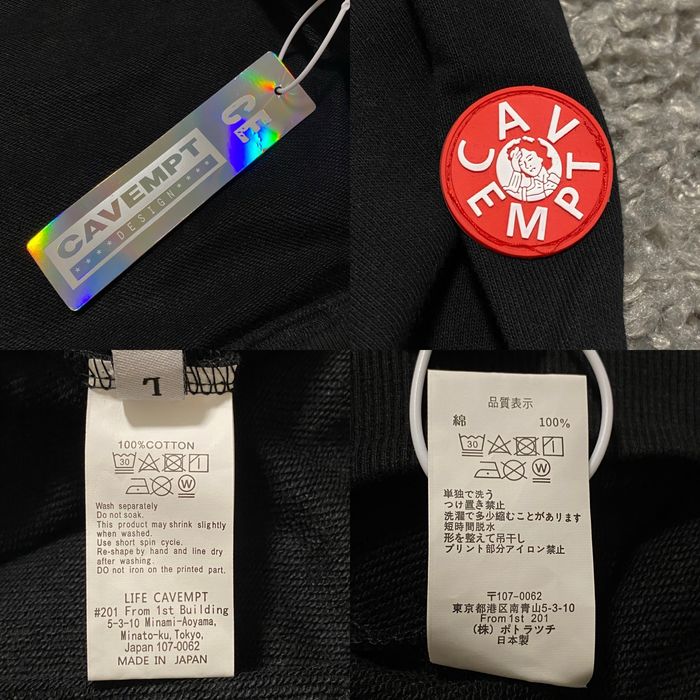 CE
CAVEMPT
★★★★DESIGN★★★★
CAVEMPT
L
100%COTTON
30
Wash separately
Do not soak.
This product may shrink slightly
when washed.
Use short spin cycle.
Re-shape by hand and line dry
after washing.
DO not iron on the printed part.
LIFE CAVEMPT
#201 From 1st Building
5-3-10 Minami-Aoyama,
Minato-ku, Tokyo,
Japan 107-0062
MADE IN JAPAN
品質表示
綿 100%
30
単独で洗う
つけ置き禁止
洗濯で多少縮むことがあります
短時間脱水
形を整えて吊干し
プリント部分アイロン禁止
〒107-0062
東京都港区南青山5-3-10
From1st 201
(株) ポトラツチ
日本製